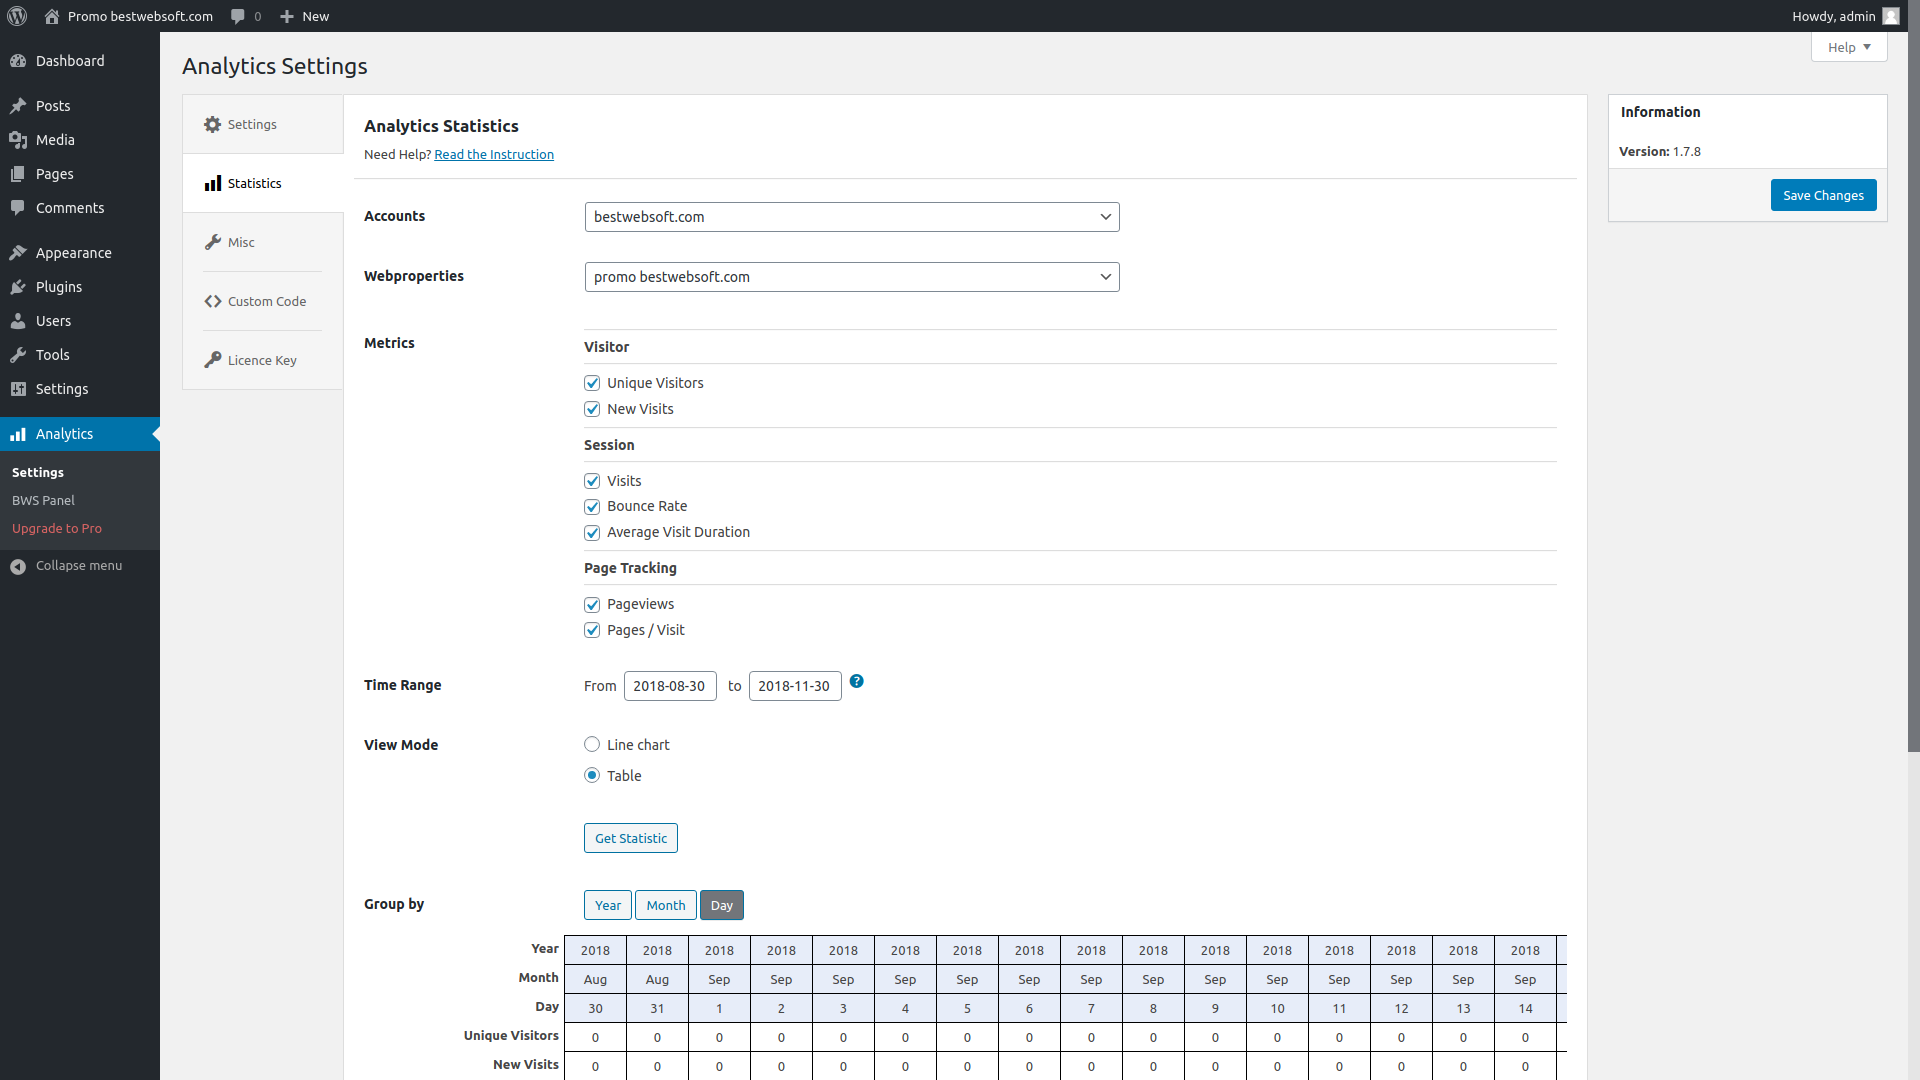 Promo bestwebsoft.com 0 New Howdy, admin
Help
Dashboard
Posts
Media
Pages
Comments
Appearance
Plugins
Users
Tools
Settings
Analytics
Settings
BWS Panel
Upgrade to Pro
Collapse menu
Analytics Settings
Settings
Statistics
Misc
Custom Code
Licence Key
Analytics Statistics
Need Help? Read the Instruction
Accounts bestwebsoft.com
Webproperties promo bestwebsoft.com
Metrics Visitor
Unique Visitors
New Visits
Session
Visits
Bounce Rate
Average Visit Duration
Page Tracking
Pageviews
Pages / Visit
Time Range From 2018-08-30 to 2018-11-30 ?
View Mode Line chart
Table
Get Statistic
Group by Year Month Day
Year 2018 2018 2018 2018 2018 2018 2018 2018 2018 2018 2018 2018 2018 2018 2018 2018
Month Aug Aug Sep Sep Sep Sep Sep Sep Sep Sep Sep Sep Sep Sep Sep Sep
Day 30 31 1 2 3 4 5 6 7 8 9 10 11 12 13 14
Unique Visitors 0 0 0 0 0 0 0 0 0 0 0 0 0 0 0 0
New Visits 0 0 0 0 0 0 0 0 0 0 0 0 0 0 0 0
Information
Version: 1.7.8
Save Changes